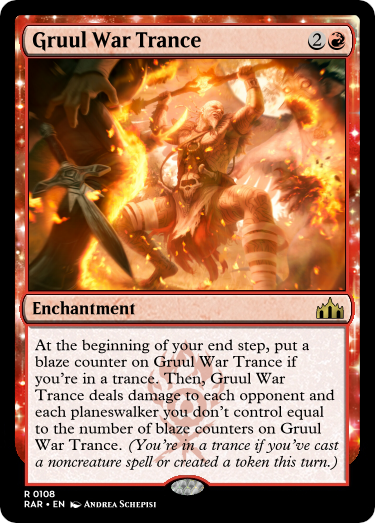 Gruul War Trance 2
Enchantment
At the beginning of your end step, put a
blaze counter on Gruul War Trance if
you're in a trance. Then, Gruul War
Trance deals damage to each opponent and
each planeswalker you don't control equal
to the number of blaze counters on Gruul
War Trance. (You're in a trance if you've cast
a noncreature spell or created a token this turn.)
R 0108
RAR • EN Andrea Schepisi